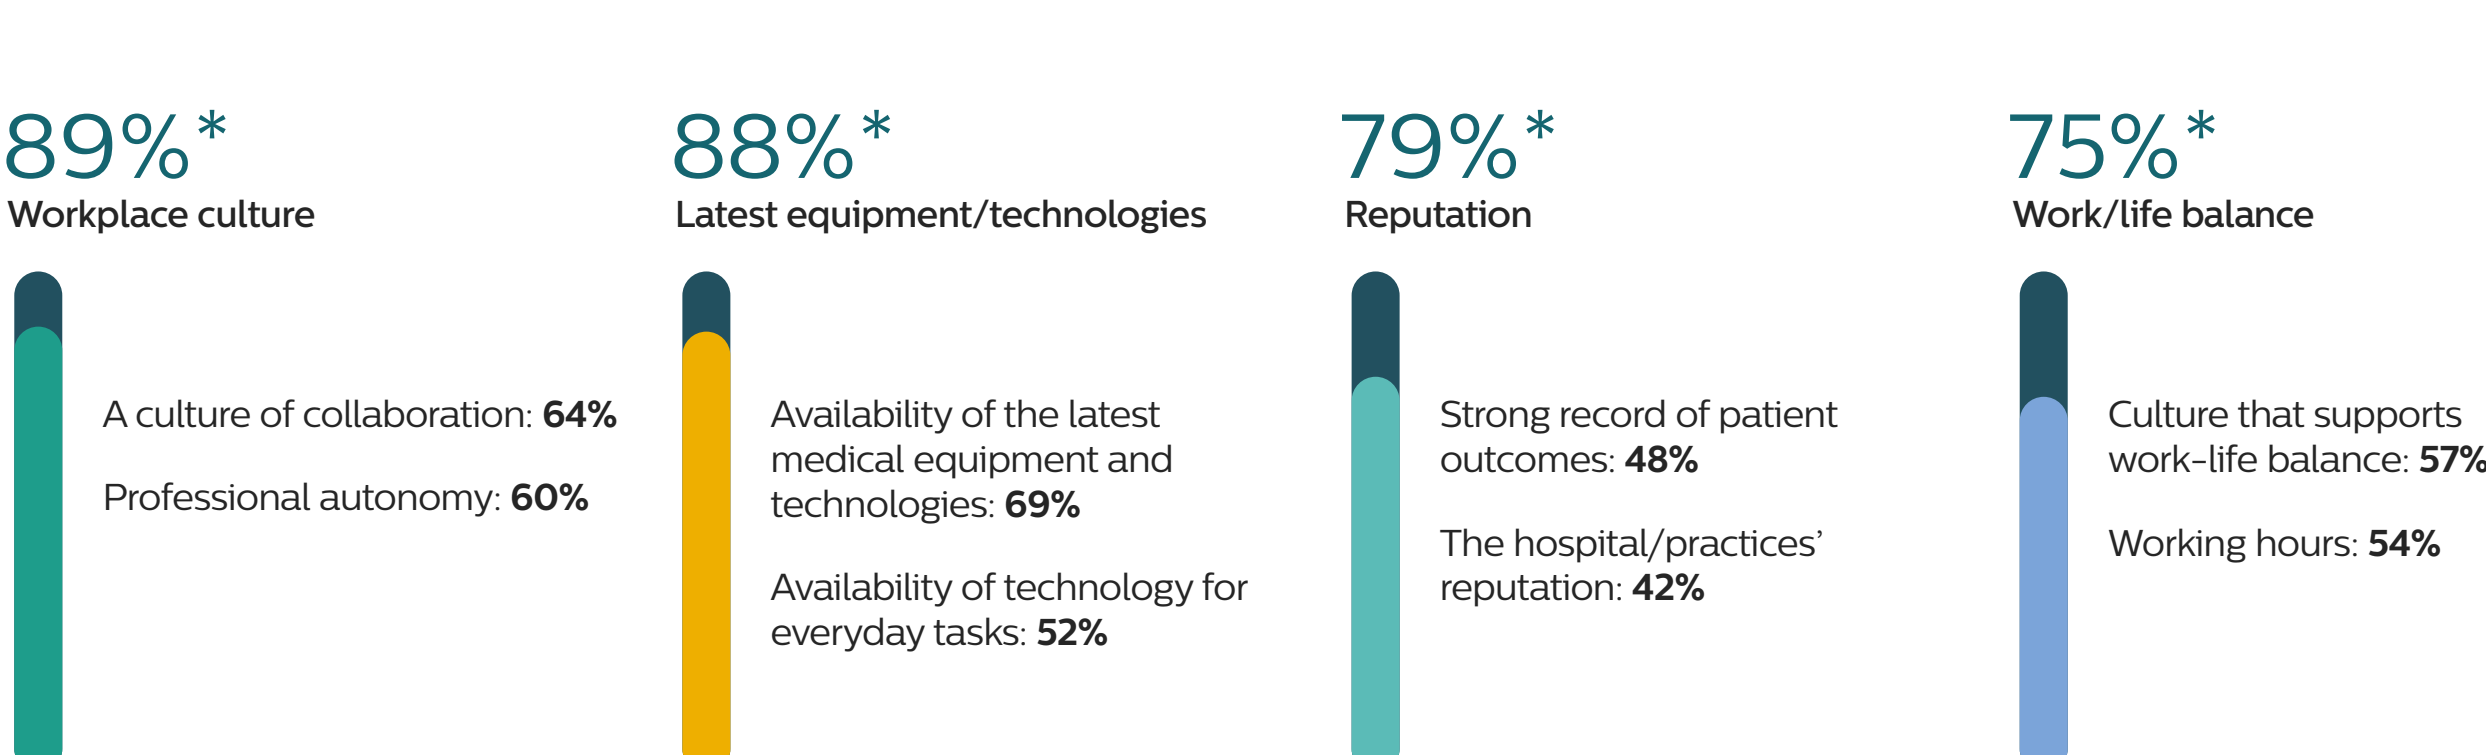 89%*
Workplace culture
A culture of collaboration: 64%
Professional autonomy: 60%
88%*
Latest equipment/technologies
Availability of the latest
medical equipment and
technologies: 69%
Availability of technology for
everyday tasks: 52%
79%*
Reputation
Strong record of patient
outcomes: 48%
The hospital/practices’
reputation: 42%
75%*
Work/life balance
Culture that supports
work-life balance: 57%
Working hours: 54%